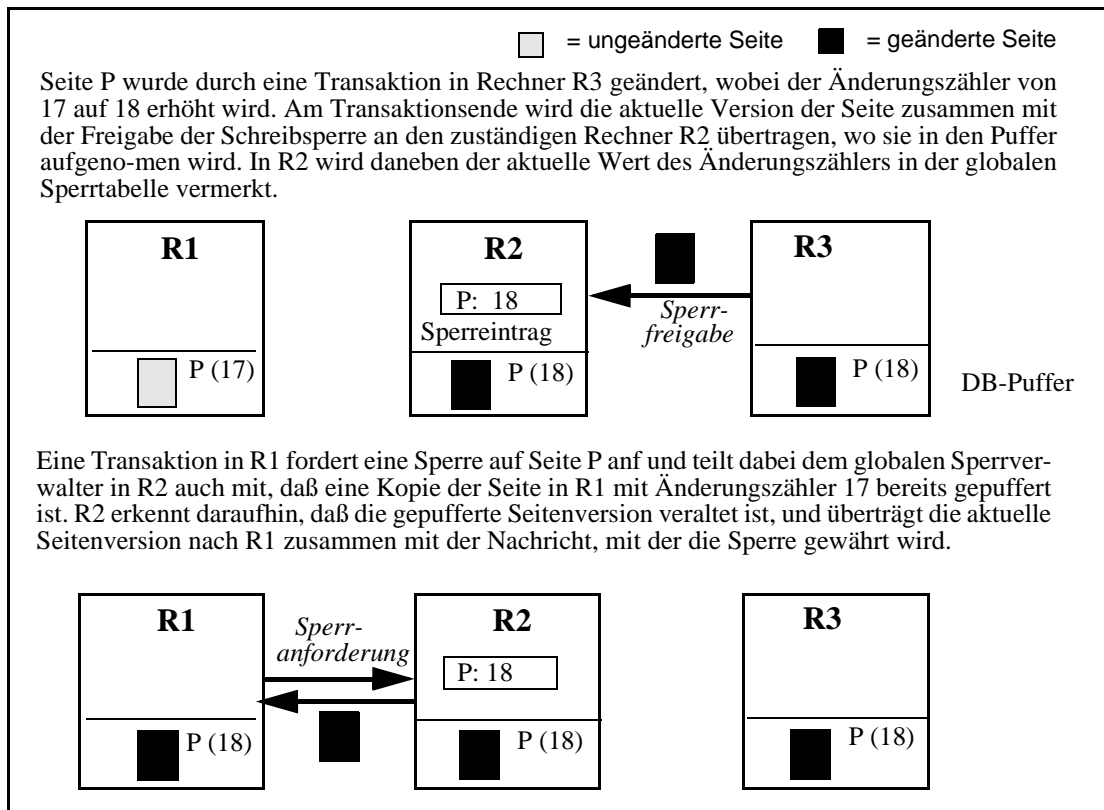 = ungeänderte Seite = geänderte Seite
Seite P wurde durch eine Transaktion in Rechner R3 geändert, wobei der Änderungszähler von
17 auf 18 erhöht wird. Am Transaktionsende wird die aktuelle Version der Seite zusammen mit
der Freigabe der Schreibsperre an den zuständigen Rechner R2 übertragen, wo sie in den Puffer
aufgeno-men wird. In R2 wird daneben der aktuelle Wert des Änderungszählers in der globalen
Sperrtabelle vermerkt.
R1
P (17)
R2
P: 18
Sperreintrag
P (18)
Sperr-
freigabe
R3
P (18)
DB-Puffer
Eine Transaktion in R1 fordert eine Sperre auf Seite P anf und teilt dabei dem globalen Sperrver-
walter in R2 auch mit, daß eine Kopie der Seite in R1 mit Änderungszähler 17 bereits gepuffert
ist. R2 erkennt daraufhin, daß die gepufferte Seitenversion veraltet ist, und überträgt die aktuelle
Seitenversion nach R1 zusammen mit der Nachricht, mit der die Sperre gewährt wird.
R1
P (18)
Sperr-
anforderung
R2
P: 18
P (18)
R3
P (18)